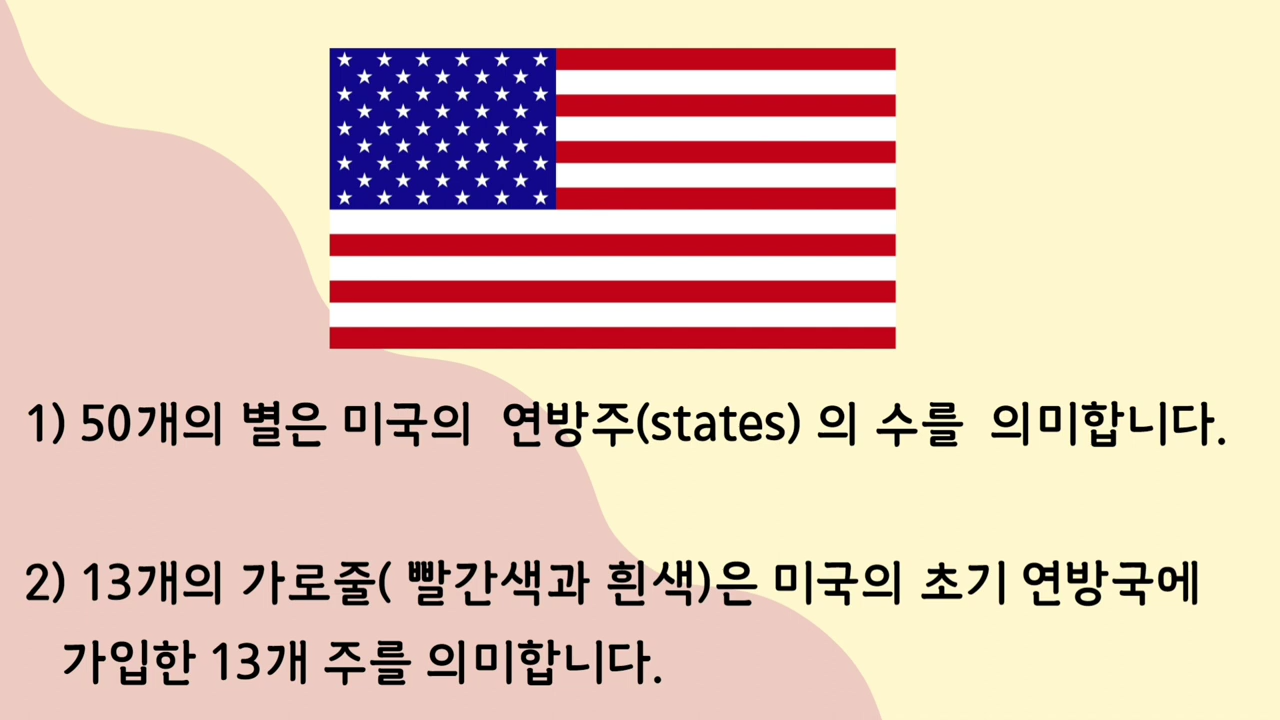 1) 50개의 별은 미국의 연방주(states) 의 수를 의미합니다.
2) 13개의 가로줄( 빨간색과 흰색)은 미국의 초기 연방국에
가입한 13개 주를 의미합니다.